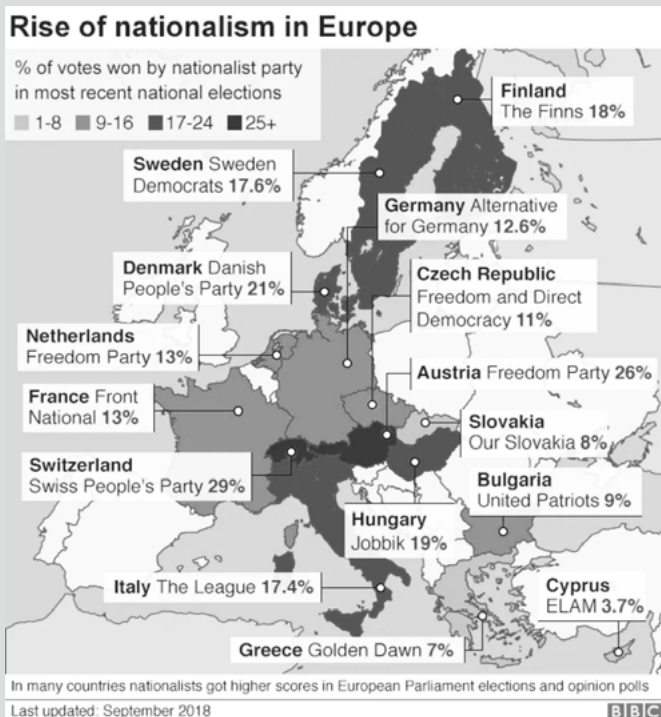 Rise of nationalism in Europe
% of votes won by nationalist party
in most recent national elections
1-8 9-16 17-24 25+
Finland
The Finns 18%
Sweden Sweden
Democrats 17.6%
Germany Alternative
for Germany 12.6%
Denmark Danish
People's Party 21%
Czech Republic
Freedom and Direct
Democracy 11%
Netherlands
Freedom Party 13%
Austria Freedom Party 26%
France Front
National 13%
Slovakia
Our Slovakia 8%
Switzerland
Swiss People's Party 29%
Bulgaria
United Patriots 9%
Hungary
Jobbik 19%
Italy The League 17.4%
Cyprus
ELAM 3.7%
Greece Golden Dawn 7%
In many countries nationalists got higher scores in European Parliament elections and opinion polls
Last updated: September 2018
BBC